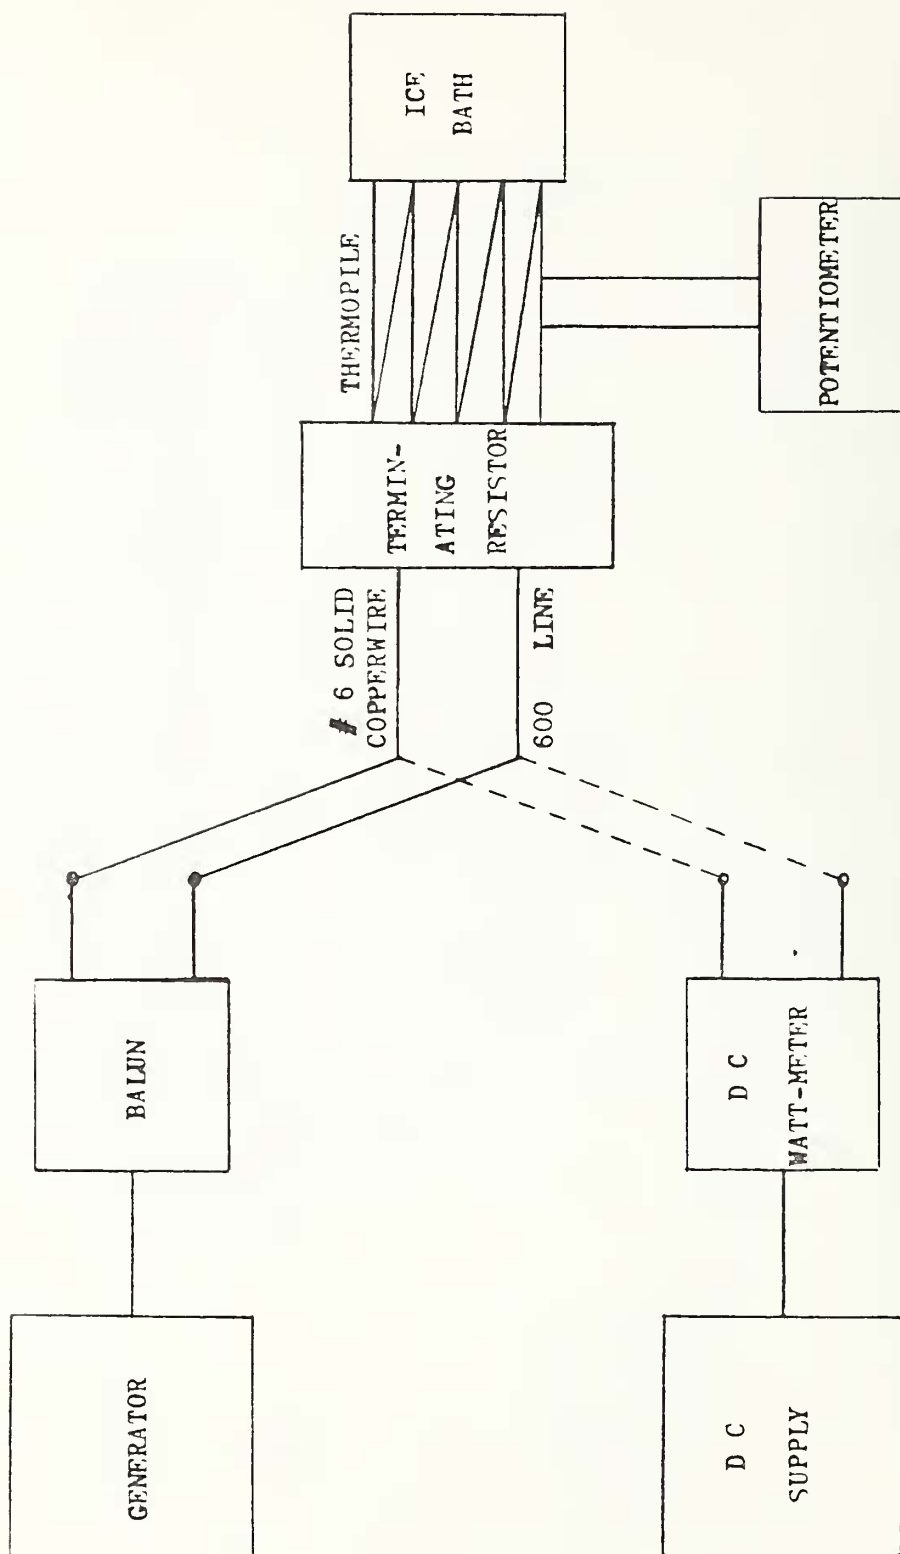 GENERATOR
BALUN
# 6 SOLID
COPPERWIRE
600 LINE
TERMIN-
ATING
RESISTOR
THERMOPILE
ICE
BATH
POTENTIOMETER
D C
SUPPLY
D C
WATT-METER